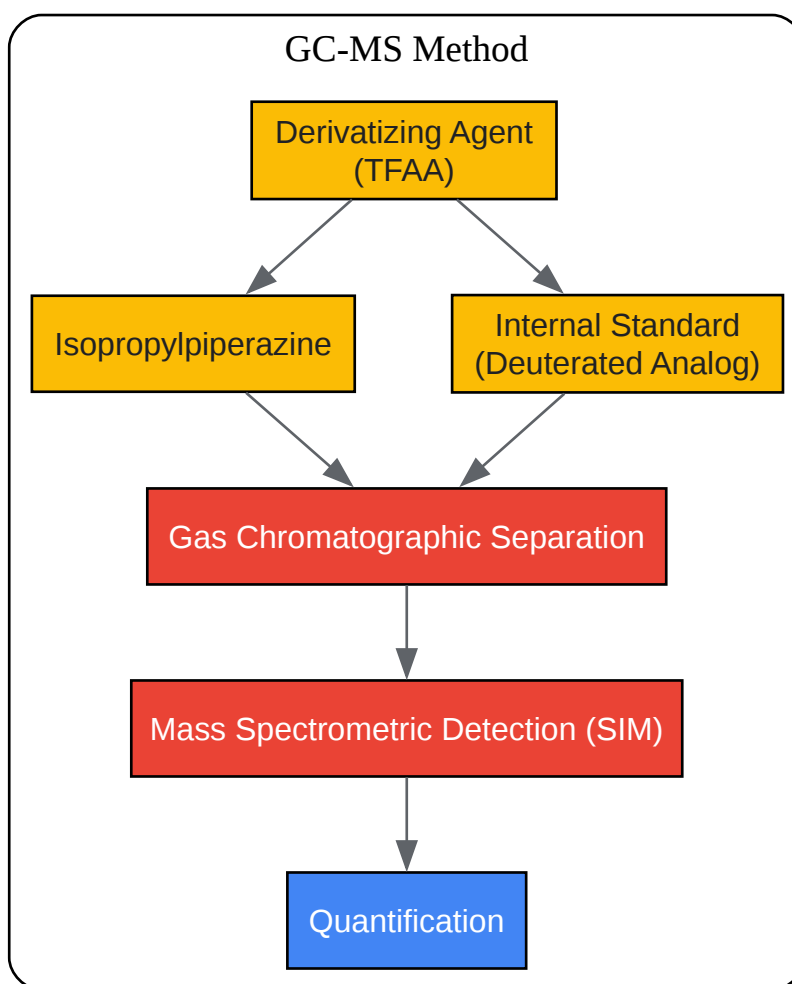 GC-MS Method
Derivatizing Agent
(TFAA)
Isopropylpiperazine
Internal Standard
(Deuterated Analog)
Gas Chromatographic Separation
Mass Spectrometric Detection (SIM)
Quantification